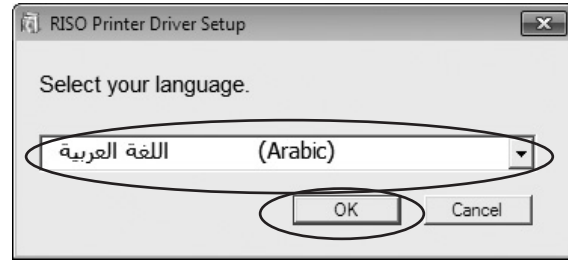 RISO Printer Driver Setup
Select your language.
اللغة العربية (Arabic)
OK Cancel